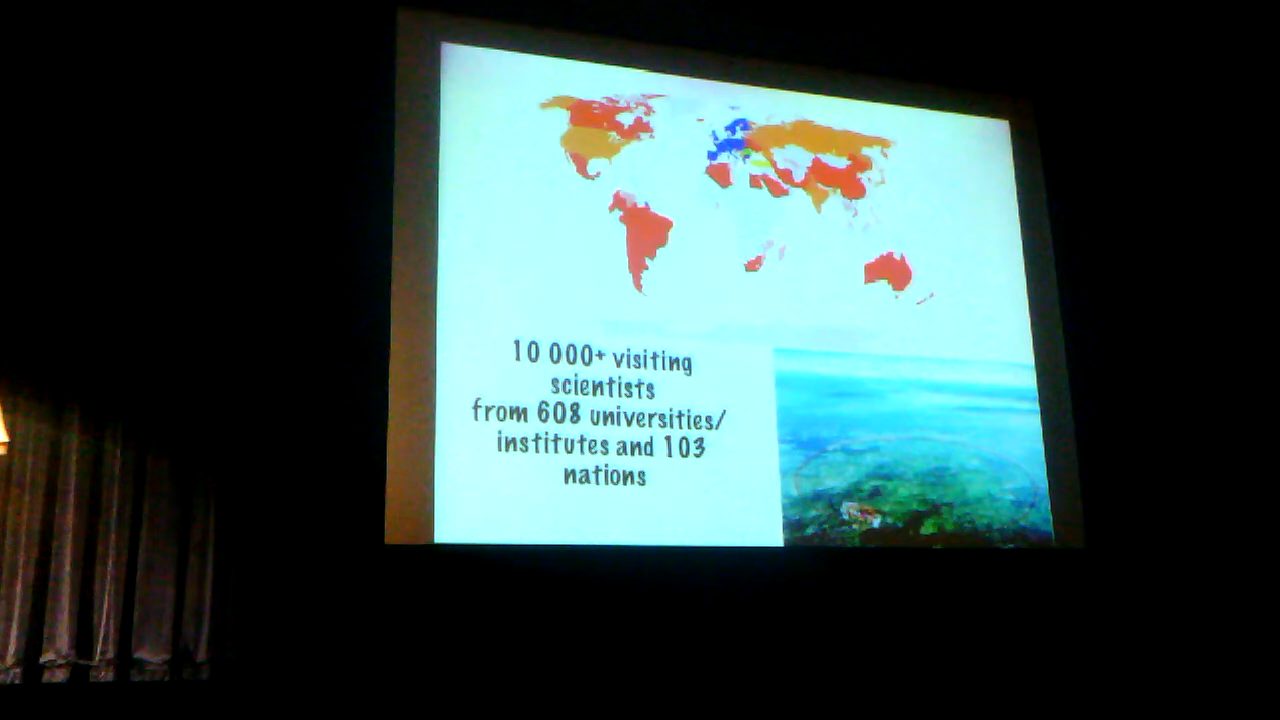 10 000+ visiting
scientists
from 608 universities/
institutes and 103
nations